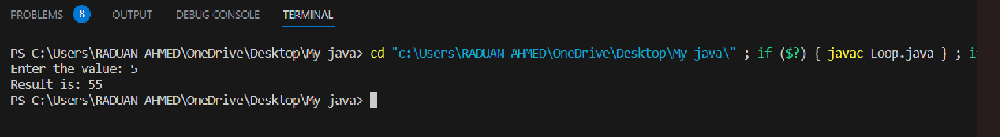 PROBLEMS 8 OUTPUT DEBUG CONSOLE TERMINAL
PS C:\Users\RADUAN AHMED\OneDrive\Desktop\My java> cd "c:\Users\RADUAN AHMED\OneDrive\Desktop\My java\" ; if ($?) { javac Loop.java } ; i
Enter the value: 5
Result is: 55
PS C:\Users\RADUAN AHMED\OneDrive\Desktop\My java>